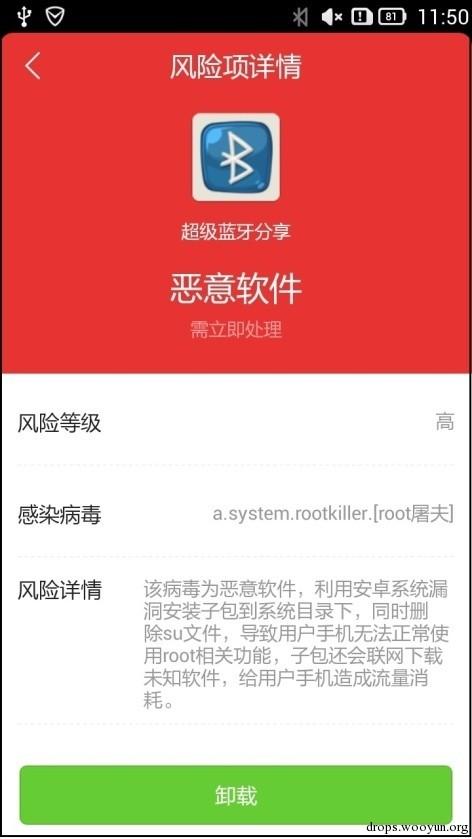 81 11:50
风险项详情
超级蓝牙分享
恶意软件
需立即处理
风险等级 高
感染病毒 a.system.rootkiller.[root屠夫]
风险详情 该病毒为恶意软件，利用安卓系统漏
洞安装子包到系统目录下，同时删
除su文件，导致用户手机无法正常使
用root相关功能，子包还会联网下载
未知软件，给用户手机造成流量消
耗。
卸载
drops.wooyun.org